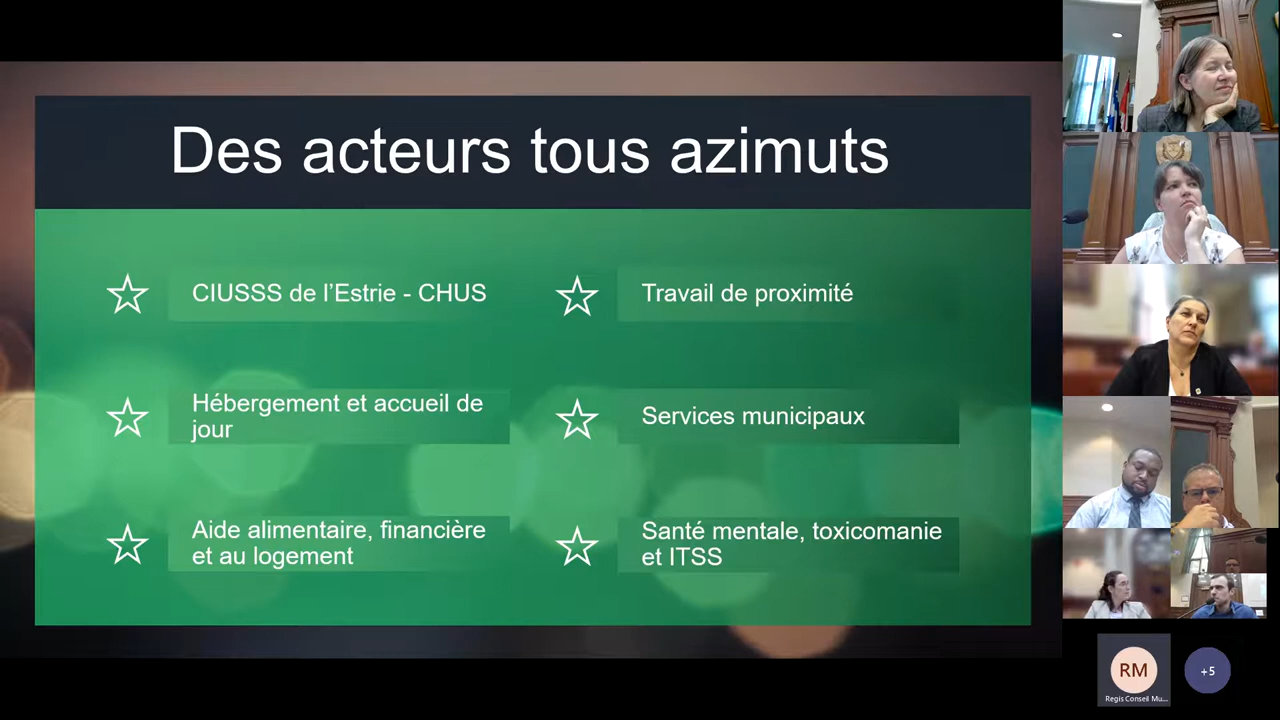 Des acteurs tous azimuts
CIUSSS de l'Estrie - CHUS
Travail de proximité
Hébergement et accueil de
jour
Services municipaux
Aide alimentaire, financière
et au logement
Santé mentale, toxicomanie
et ITSS
RM
+5
Regis Conseil Mu...